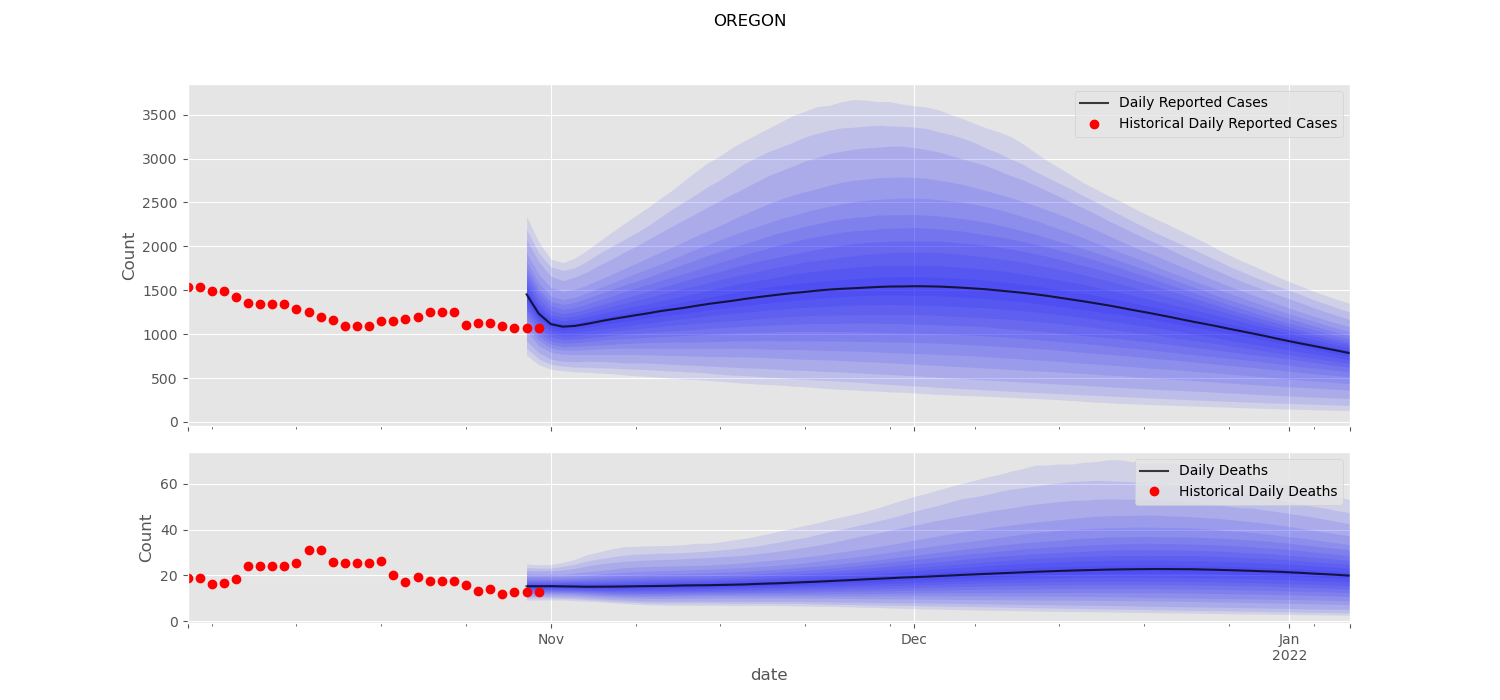 OREGON
Daily Reported Cases
Historical Daily Reported Cases
3500
3000
2500
2000
1500
1000
500
0
Count
Daily Deaths
Historical Daily Deaths
60
40
20
0
Count
Nov
Dec
Jan
2022
date